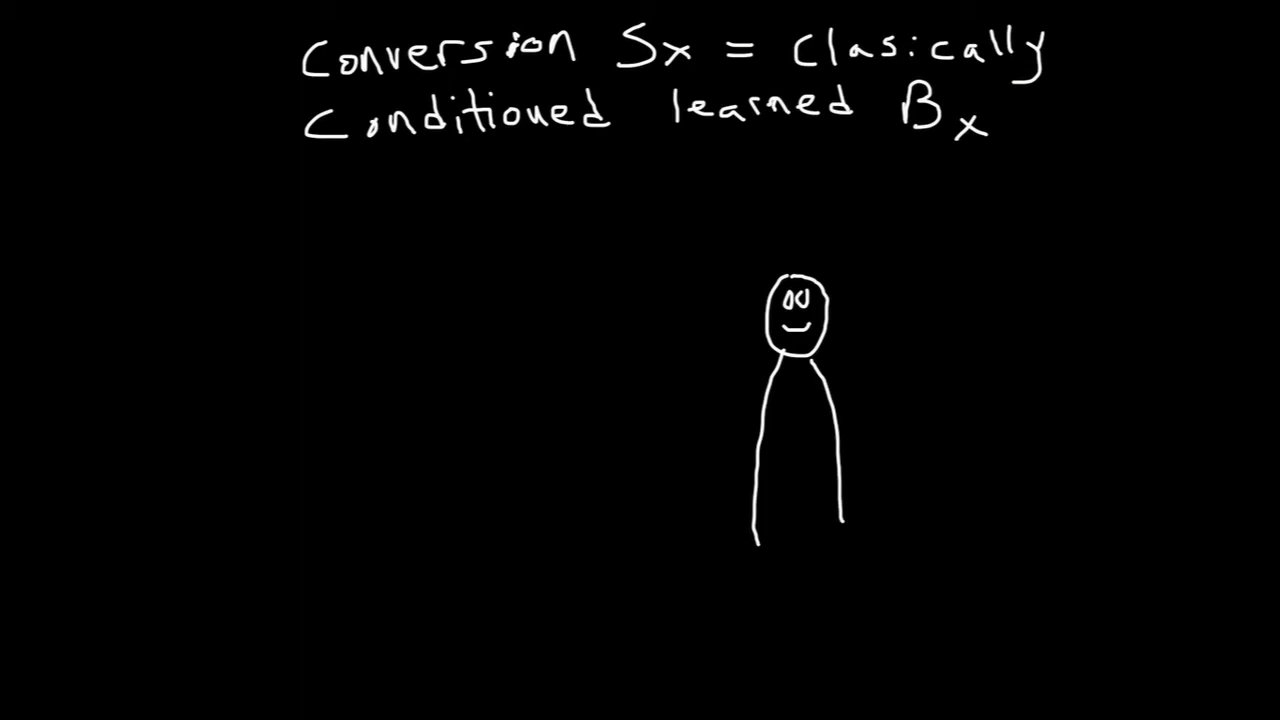 Conversion Sx = Clasically
Conditioned learned Bx